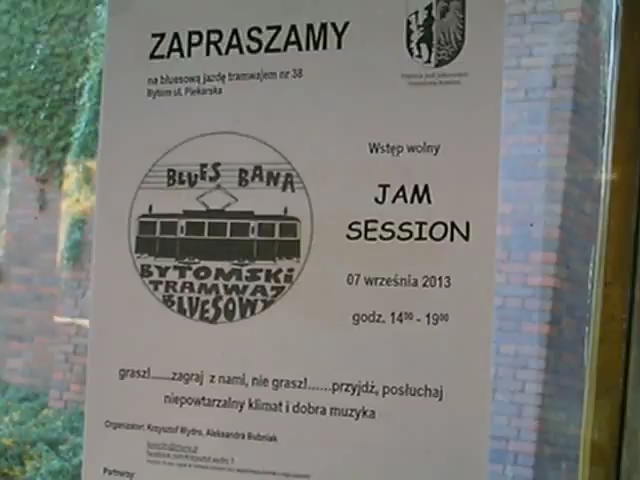 ZAPRASZAMY
na bluesową jazdę tramwajem nr 38
Bytom ul. Piekarska
BLUES BANA
BYTOMSKI
TRAMWAJ
BLUESOWY
Wstęp wolny
JAM
SESSION
07 września 2013
godz. 14⁰⁰ - 19⁰⁰
grasz!......zagraj z nami, nie grasz!......przyjdź, posłuchaj
niepowtarzalny klimat i dobra muzyka
Organizator: Krzysztof Wydro, Aleksandra Bubniak
Partnerzy: